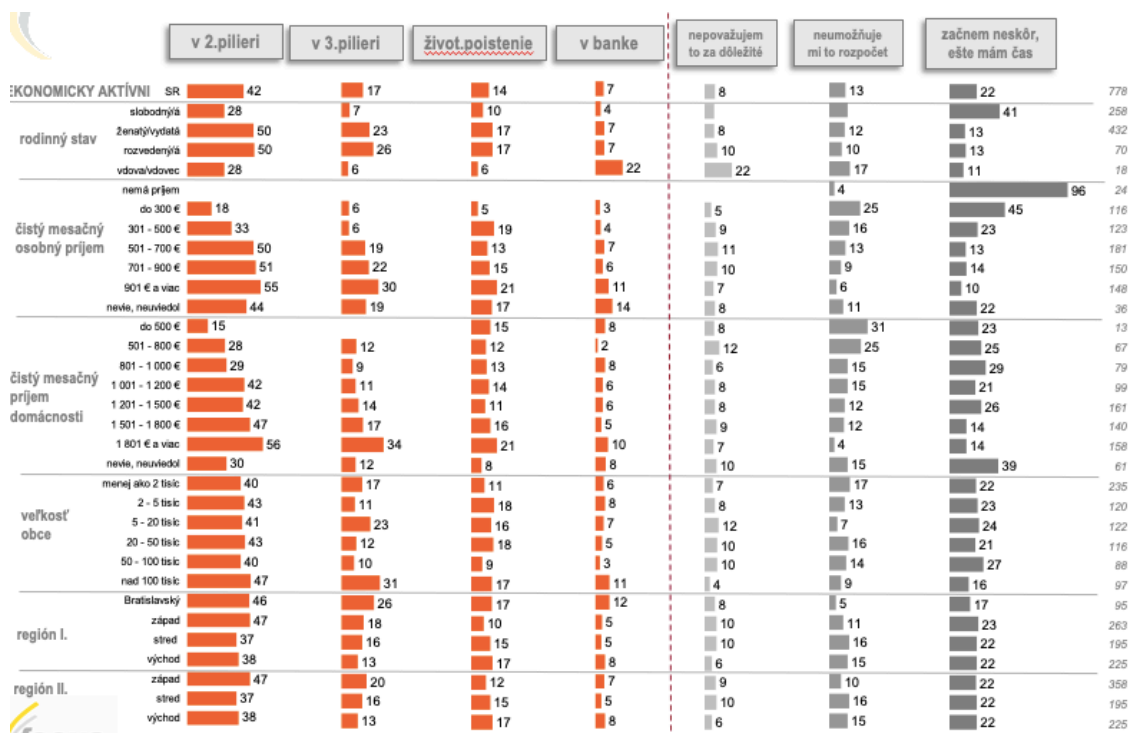 v 2.pilieri v 3.pilieri život.poistenie v banke nepovažujem to za dôležité neumožňuje mi to rozpočet začnem neskôr, ešte mám čas
EKONOMICKY AKTÍVNI SR 42 17 14 7 8 13 22 778
rodinný stav
slobodný/á 28 7 10 4 41 258
ženatý/vydatá 50 23 17 7 8 12 13 432
rozvedený/á 50 26 17 7 10 10 13 70
vdova/vdovec 28 6 6 22 22 17 11 18
čistý mesačný osobný príjem
nemá príjem 4 96 24
do 300 € 18 6 5 3 5 25 45 116
301 - 500 € 33 6 19 4 9 16 23 123
501 - 700 € 50 19 13 7 11 13 13 181
701 - 900 € 51 22 15 6 10 9 14 150
901 € a viac 55 30 21 11 7 6 10 148
nevie, neuviedol 44 19 17 14 8 11 22 36
čistý mesačný príjem domácnosti
do 500 € 15 15 8 8 31 23 13
501 - 800 € 28 12 12 2 12 25 25 67
801 - 1 000 € 29 9 13 8 6 15 29 79
1 001 - 1 200 € 42 11 14 6 8 15 21 99
1 201 - 1 500 € 42 14 11 6 8 12 26 161
1 501 - 1 800 € 47 17 16 5 9 12 14 140
1 801 € a viac 56 34 21 10 7 4 14 158
nevie, neuviedol 30 12 8 8 10 15 39 61
veľkosť obce
menej ako 2 tisíc 40 17 11 6 7 17 22 235
2 - 5 tisíc 43 11 18 8 8 13 23 120
5 - 20 tisíc 41 23 16 7 12 7 24 122
20 - 50 tisíc 43 12 18 5 10 16 21 116
50 - 100 tisíc 40 10 9 3 10 14 27 88
nad 100 tisíc 47 31 17 11 4 9 16 97
región I.
Bratislavský 46 26 17 12 8 5 17 95
západ 47 18 10 5 10 11 23 263
stred 37 16 15 5 10 16 22 195
východ 38 13 17 8 6 15 22 225
región II.
západ 47 20 12 7 9 10 22 358
stred 37 16 15 5 10 16 22 195
východ 38 13 17 8 6 15 22 225